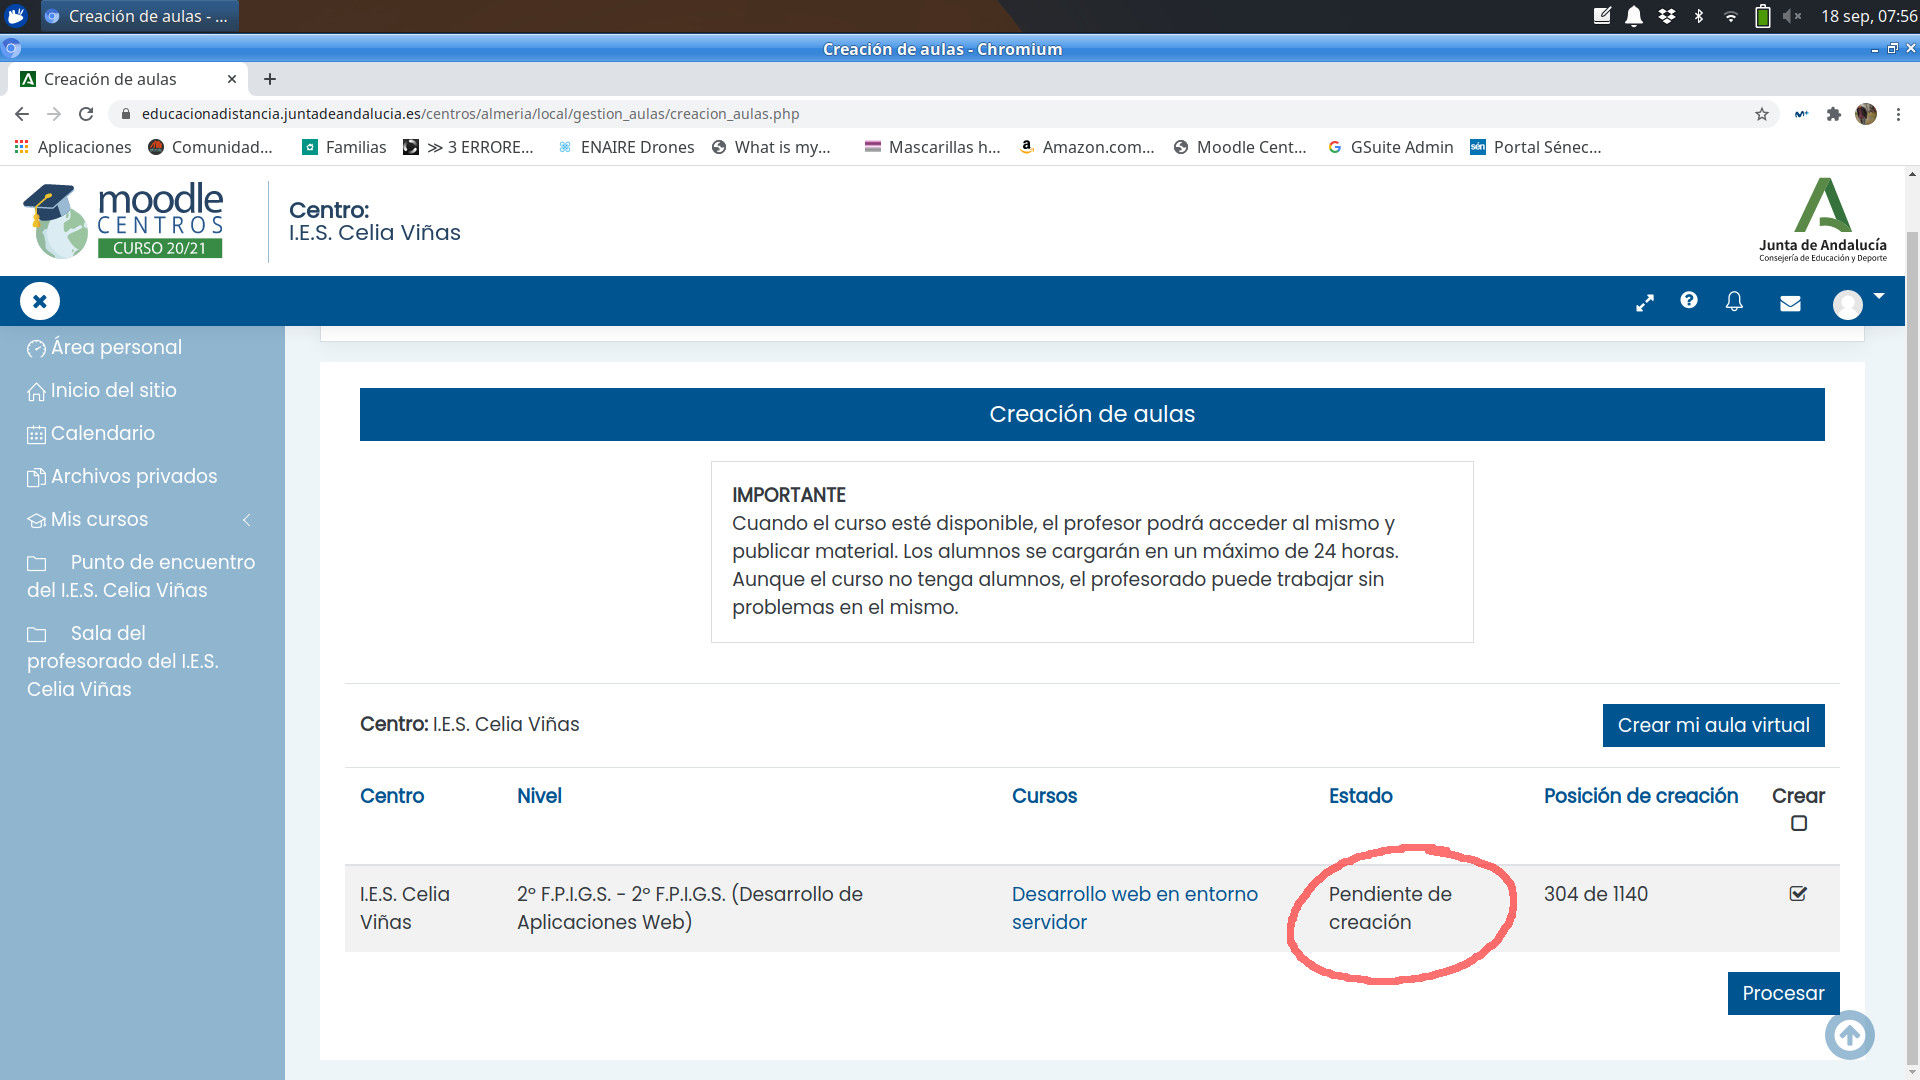 Creación de aulas - ...
18 sep, 07:56
Creación de aulas - Chromium
Creación de aulas
educacionadistancia.juntadeandalucia.es/centros/almeria/local/gestion_aulas/creacion_aulas.php
Aplicaciones Comunidad... Familias ≫ 3 ERRORE... ENAIRE Drones What is my... Mascarillas h... Amazon.com... Moodle Cent... GSuite Admin Portal Sénec...
moodle
CENTROS
CURSO 20/21
Centro:
I.E.S. Celia Viñas
Junta de Andalucía
Consejería de Educación y Deporte
Área personal
Inicio del sitio
Calendario
Archivos privados
Mis cursos
Punto de encuentro
del I.E.S. Celia Viñas
Sala del
profesorado del I.E.S.
Celia Viñas
Creación de aulas
IMPORTANTE
Cuando el curso esté disponible, el profesor podrá acceder al mismo y
publicar material. Los alumnos se cargarán en un máximo de 24 horas.
Aunque el curso no tenga alumnos, el profesorado puede trabajar sin
problemas en el mismo.
Centro: I.E.S. Celia Viñas
Crear mi aula virtual
Centro Nivel Cursos Estado Posición de creación Crear
I.E.S. Celia 2º F.P.I.G.S. - 2º F.P.I.G.S. (Desarrollo de Desarrollo web en entorno Pendiente de 304 de 1140
Viñas Aplicaciones Web) servidor creación
Procesar